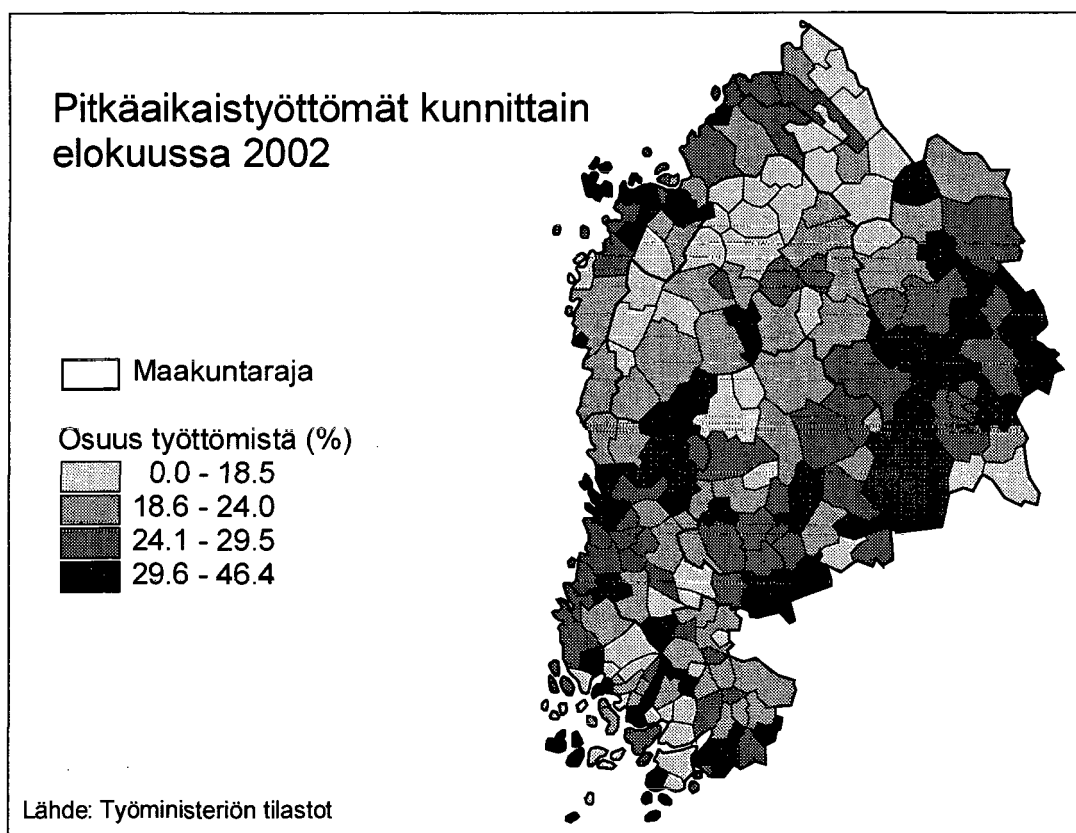 Pitkäaikaistyöttömät kunnittain
elokuussa 2002
Maakuntaraja
Osuus työttömistä (%)
0.0 - 18.5
18.6 - 24.0
24.1 - 29.5
29.6 - 46.4
Lähde: Työministeriön tilastot